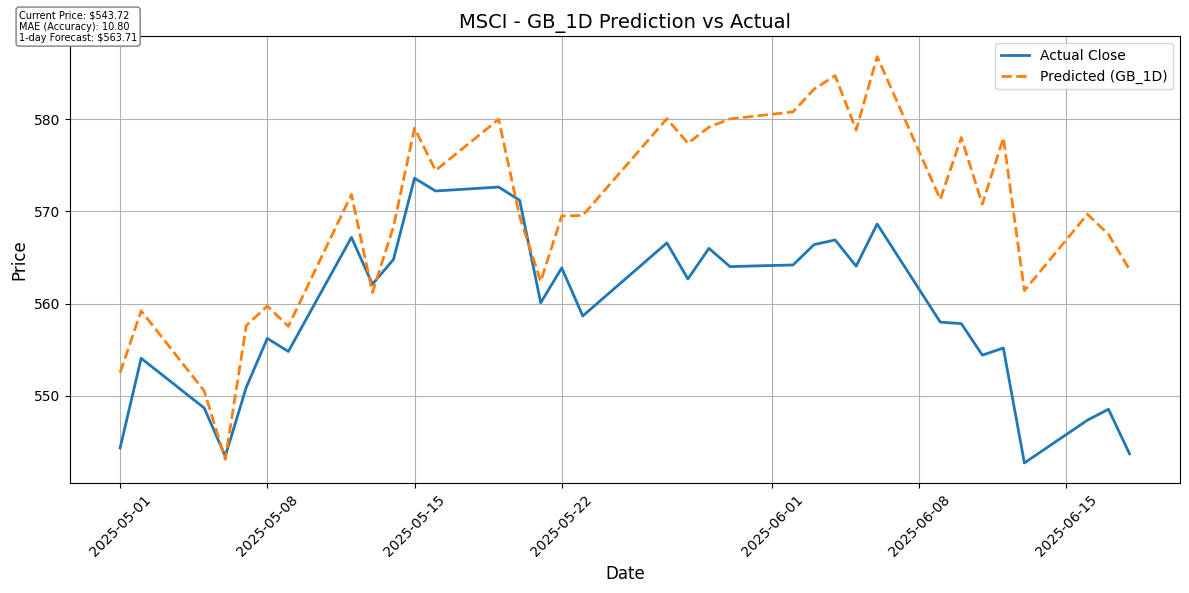 Current Price: $543.72
MAE (Accuracy): 10.80
1-day Forecast: $563.71
MSCI - GB_1D Prediction vs Actual
Actual Close
Predicted (GB_1D)
Price
580
570
560
550
2025-05-01
2025-05-08
2025-05-15
2025-05-22
2025-06-01
2025-06-08
2025-06-15
Date